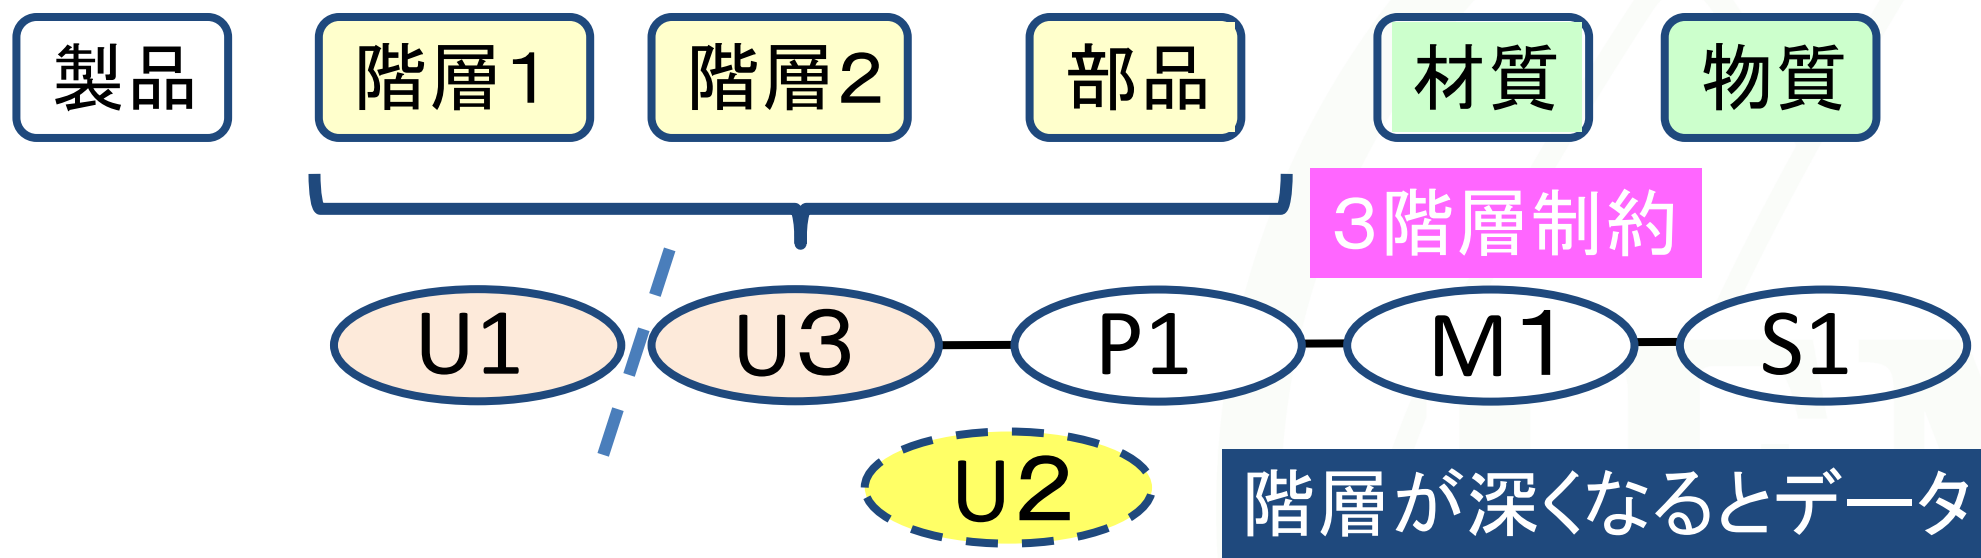 製品 階層１ 階層２ 部品 材質 物質
３階層制約
U1 U３ P1 M１ S1
U２
階層が深くなるとデータ